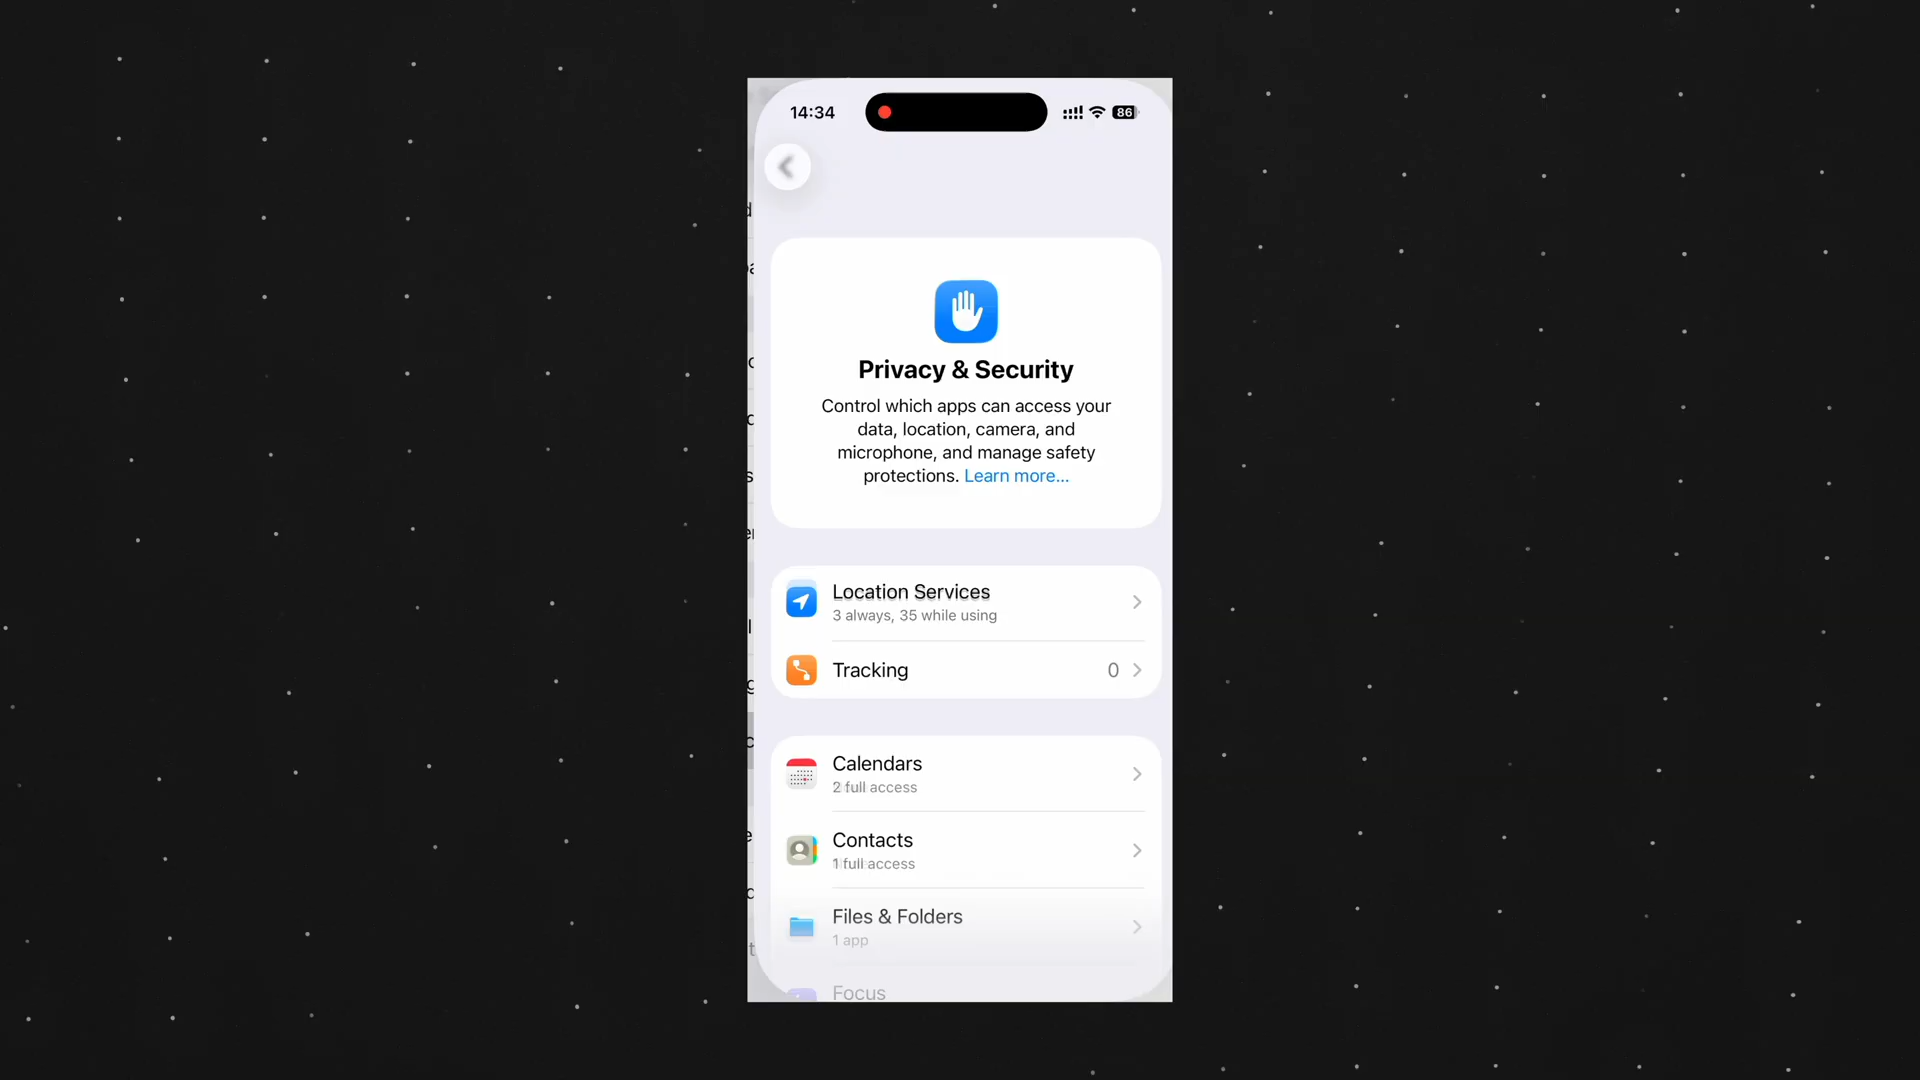 14:34
86
Privacy & Security
Control which apps can access your
data, location, camera, and
microphone, and manage safety
protections. Learn more...
Location Services
3 always, 35 while using
Tracking
0
Calendars
2 full access
Contacts
1 full access
Files & Folders
1 app
Focus